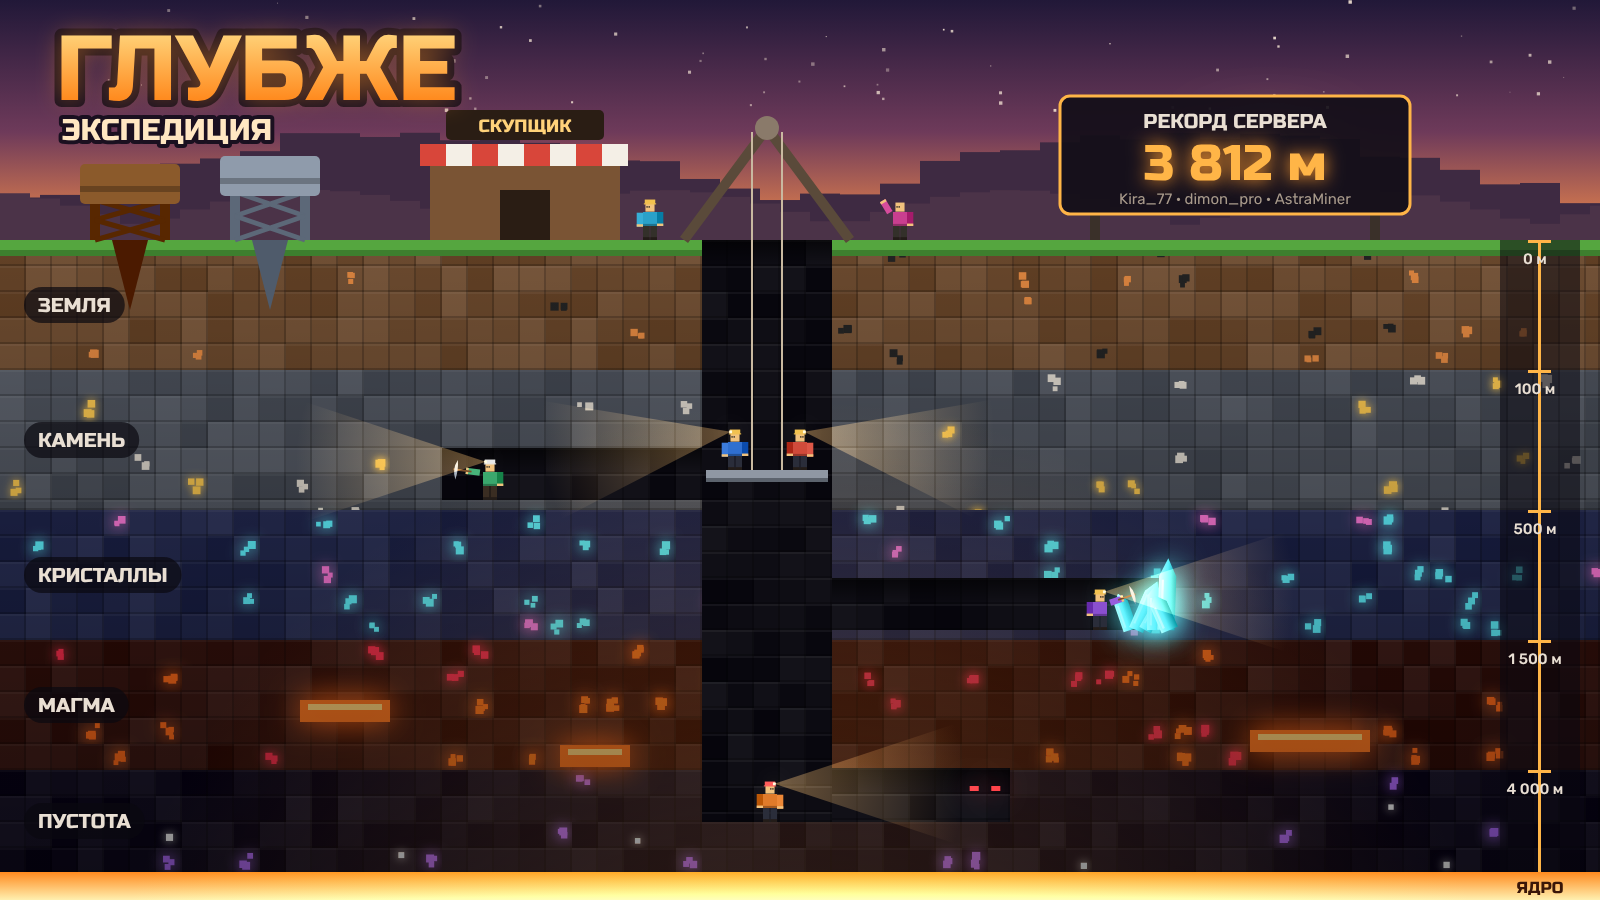 ГЛУБЖЕ
ЭКСПЕДИЦИЯ
СКУПЩИК
РЕКОРД СЕРВЕРА
3 812 м
Kira_77 • dimon_pro • AstraMiner
0 м
ЗЕМЛЯ
100 м
КАМЕНЬ
500 м
КРИСТАЛЛЫ
1 500 м
МАГМА
4 000 м
ПУСТОТА
ЯДРО